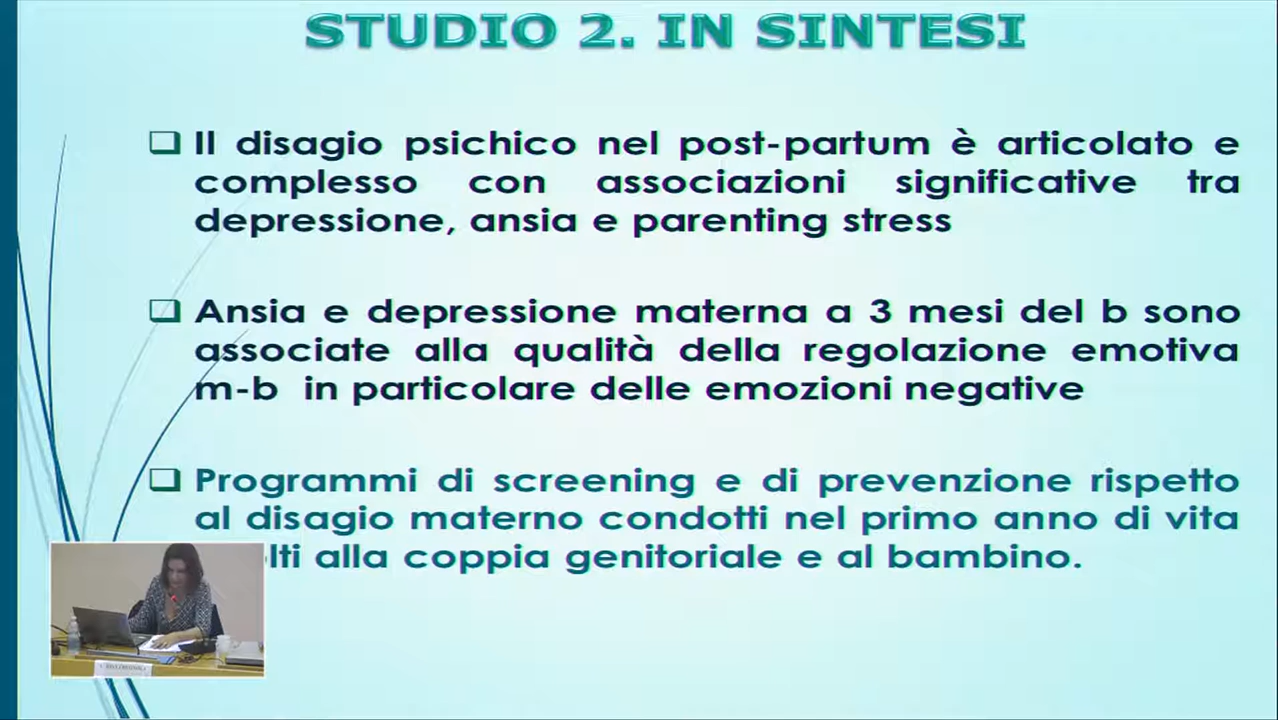 STUDIO 2. IN SINTESI
Il disagio psichico nel post-partum è articolato e
complesso con associazioni significative tra
depressione, ansia e parenting stress
Ansia e depressione materna a 3 mesi del b sono
associate alla qualità della regolazione emotiva
m-b in particolare delle emozioni negative
Programmi di screening e di prevenzione rispetto
al disagio materno condotti nel primo anno di vita
alla coppia genitoriale e al bambino.